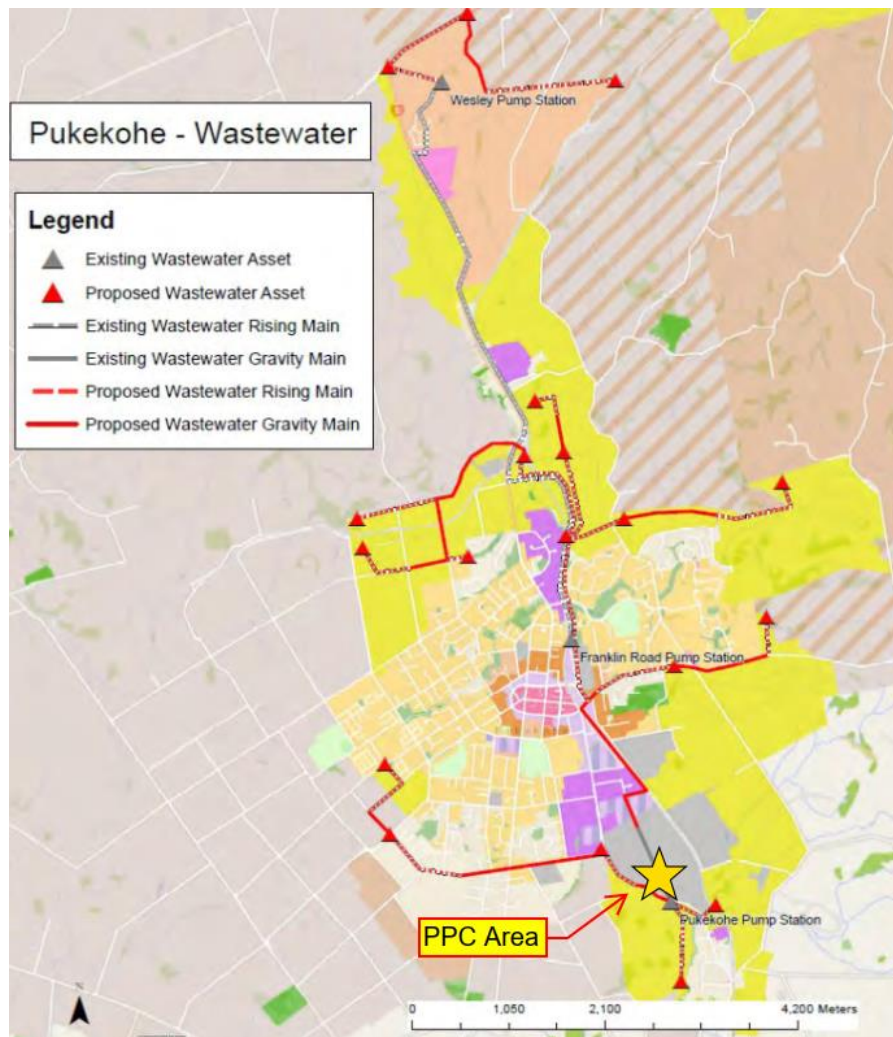 Wesley Pump Station
Pukekohe - Wastewater
Legend
Existing Wastewater Asset
Proposed Wastewater Asset
Existing Wastewater Rising Main
Existing Wastewater Gravity Main
Proposed Wastewater Rising Main
Proposed Wastewater Gravity Main
Franklin Road Pump Station
Pukekohe Pump Station
PPC Area
N
0 1,050 2,100 4,200 Meters